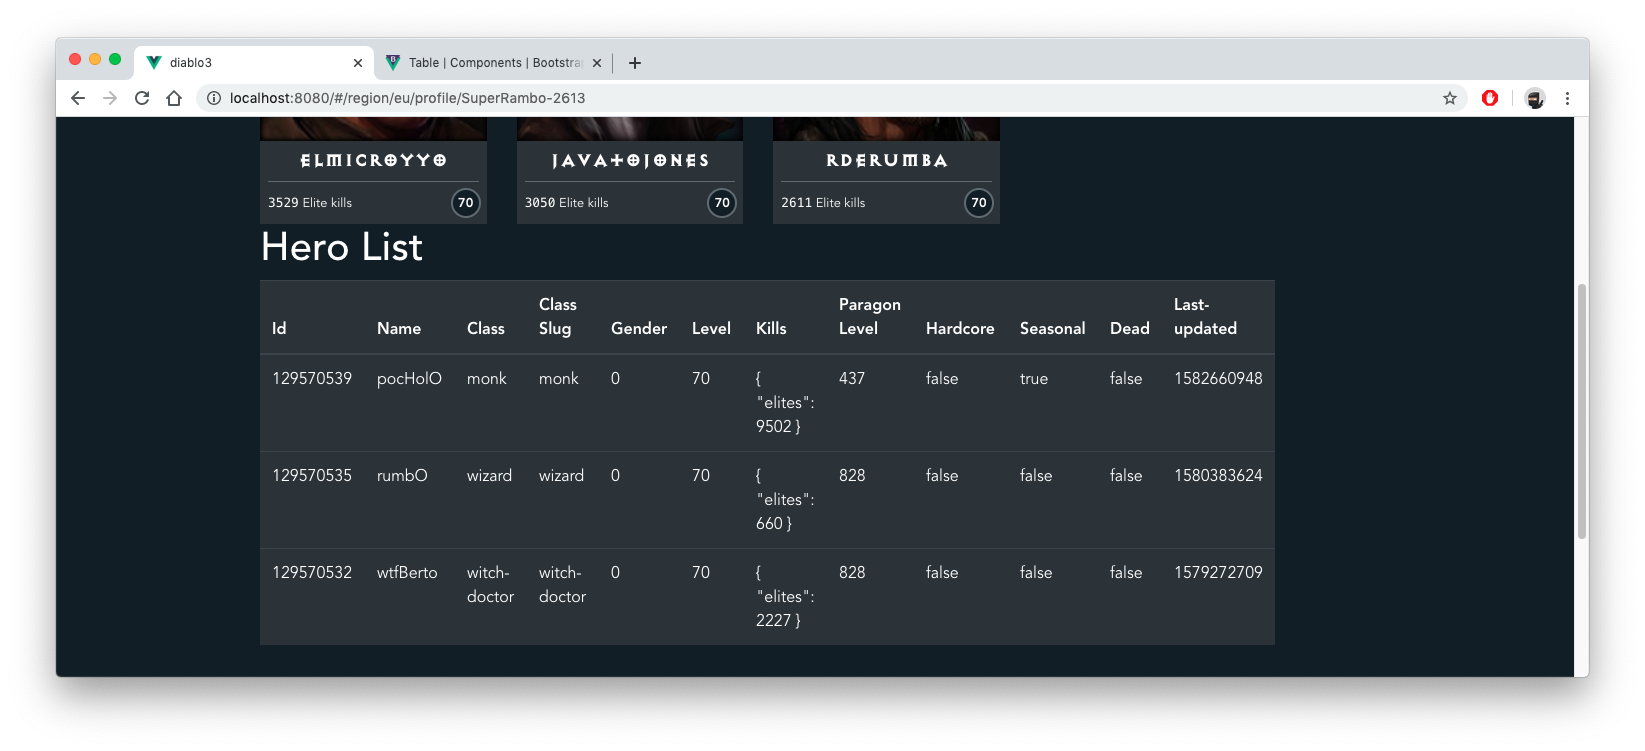 diablo3
Table | Components | Bootstra
localhost:8080/#/region/eu/profile/SuperRambo-2613
ELMICROYYO JAVATOJONES RDERUMBA
3529 Elite kills 70 3050 Elite kills 70 2611 Elite kills 70
Hero List
Id Name Class Class Slug Gender Level Kills Paragon Level Hardcore Seasonal Dead Last-updated
129570539 pocHolO monk monk 0 70 { "elites": 9502 } 437 false true false 1582660948
129570535 rumbO wizard wizard 0 70 { "elites": 660 } 828 false false false 1580383624
129570532 wtfBerto witch-doctor witch-doctor 0 70 { "elites": 2227 } 828 false false false 1579272709